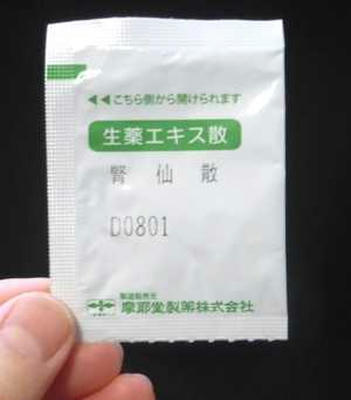 ◀◀こちら側から開けられます
生薬エキス散
腎仙散
D0801
製造販売元
摩耶堂製薬株式会社